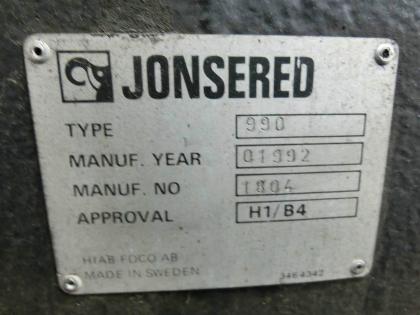 JONSERED
TYPE 990
MANUF. YEAR 01992
MANUF. NO 1804
APPROVAL H1/B4
HIAB FOCO AB
MADE IN SWEDEN 3464342